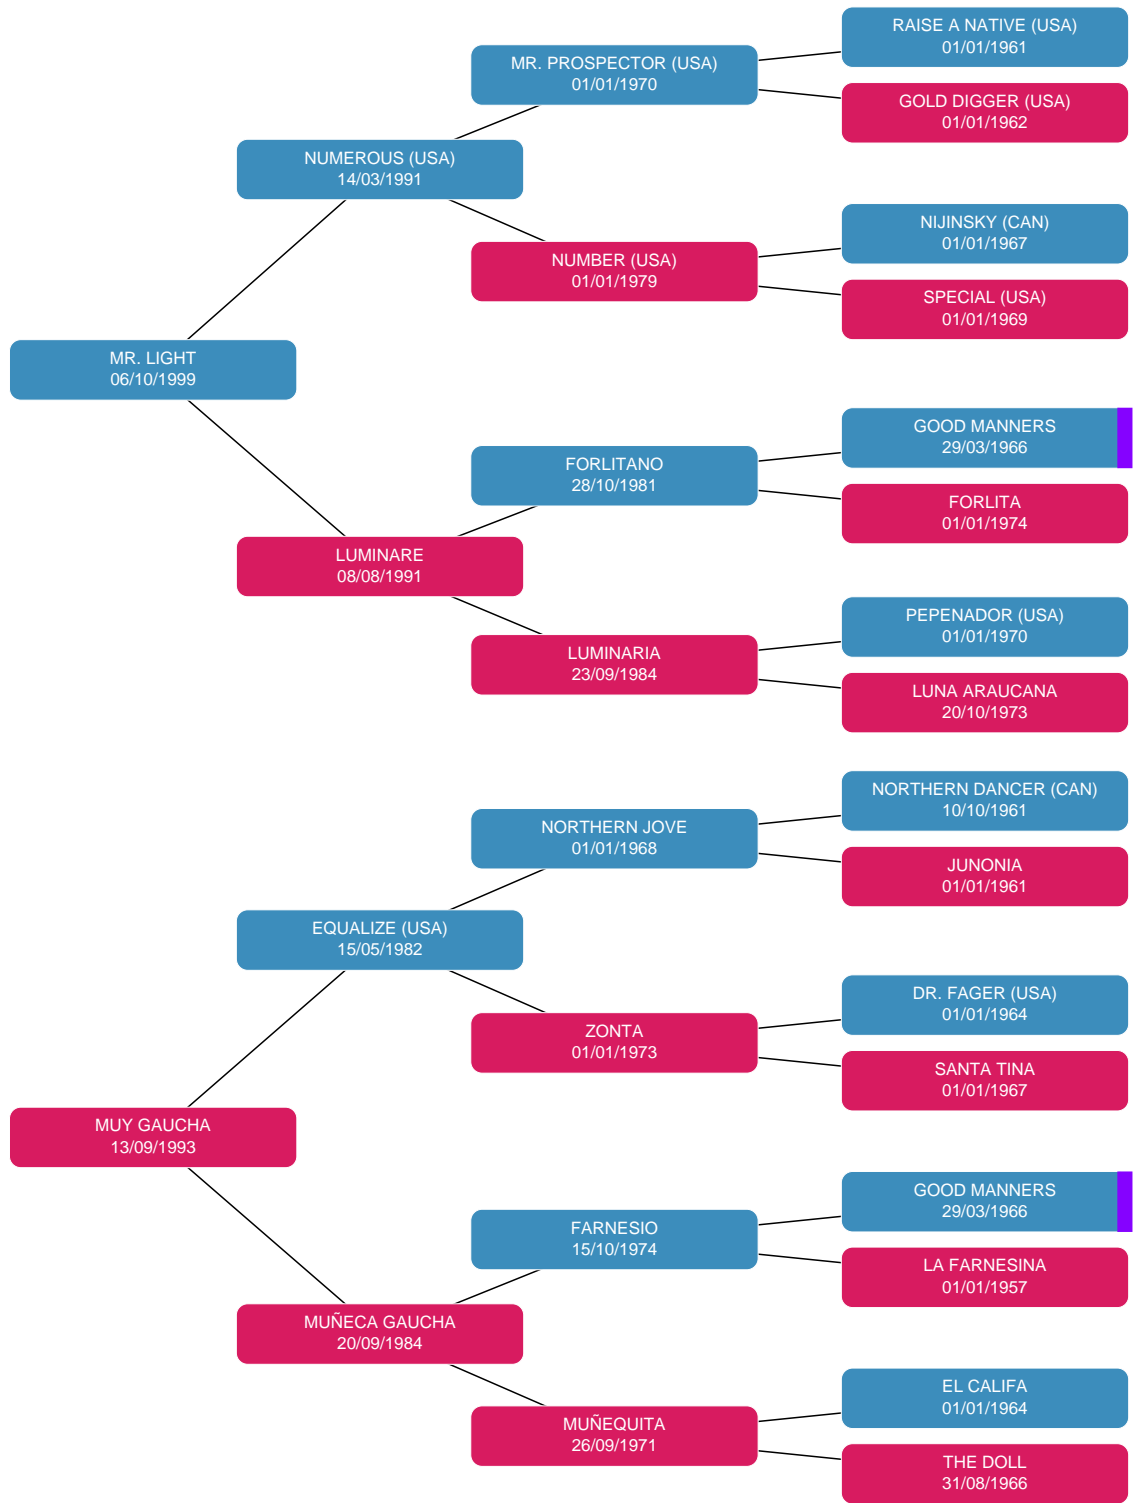 RAISE A NATIVE (USA)
01/01/1961
MR. PROSPECTOR (USA)
01/01/1970
GOLD DIGGER (USA)
01/01/1962
NUMEROUS (USA)
14/03/1991
NIJINSKY (CAN)
01/01/1967
NUMBER (USA)
01/01/1979
SPECIAL (USA)
01/01/1969
MR. LIGHT
06/10/1999
GOOD MANNERS
29/03/1966
FORLITANO
28/10/1981
FORLITA
01/01/1974
LUMINARE
08/08/1991
PEPENADOR (USA)
01/01/1970
LUMINARIA
23/09/1984
LUNA ARAUCANA
20/10/1973
NORTHERN DANCER (CAN)
10/10/1961
NORTHERN JOVE
01/01/1968
JUNONIA
01/01/1961
EQUALIZE (USA)
15/05/1982
DR. FAGER (USA)
01/01/1964
ZONTA
01/01/1973
SANTA TINA
01/01/1967
MUY GAUCHA
13/09/1993
GOOD MANNERS
29/03/1966
FARNESIO
15/10/1974
LA FARNESINA
01/01/1957
MUÑECA GAUCHA
20/09/1984
EL CALIFA
01/01/1964
MUÑEQUITA
26/09/1971
THE DOLL
31/08/1966